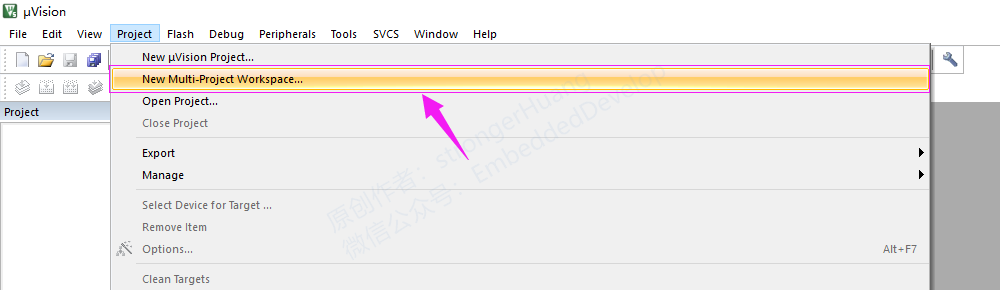 µVision
File Edit View Project Flash Debug Peripherals Tools SVCS Window Help
New µVision Project...
New Multi-Project Workspace...
Project
Open Project...
Close Project
Export
Manage
Select Device for Target ...
Remove Item
Options... Alt+F7
Clean Targets
原创作者：strongerHuang
微信公众号：EmbeddedDevelop